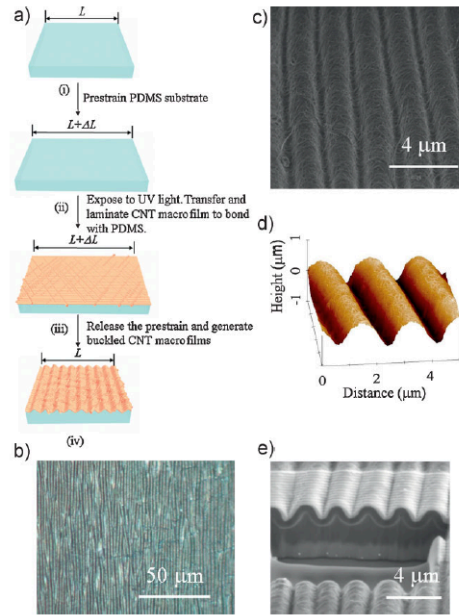 a)
L
(i)
Prestrain PDMS substrate
L+ΔL
(ii)
Expose to UV light. Transfer and
laminate CNT macrofilm to bond
with PDMS.
L+ΔL
(iii)
Release the prestrain and generate
buckled CNT macrofilms
L
(iv)
b)
50 µm
c)
4 µm
d)
Height (µm)
1
0
-1
0
2
4
Distance (µm)
e)
4 µm